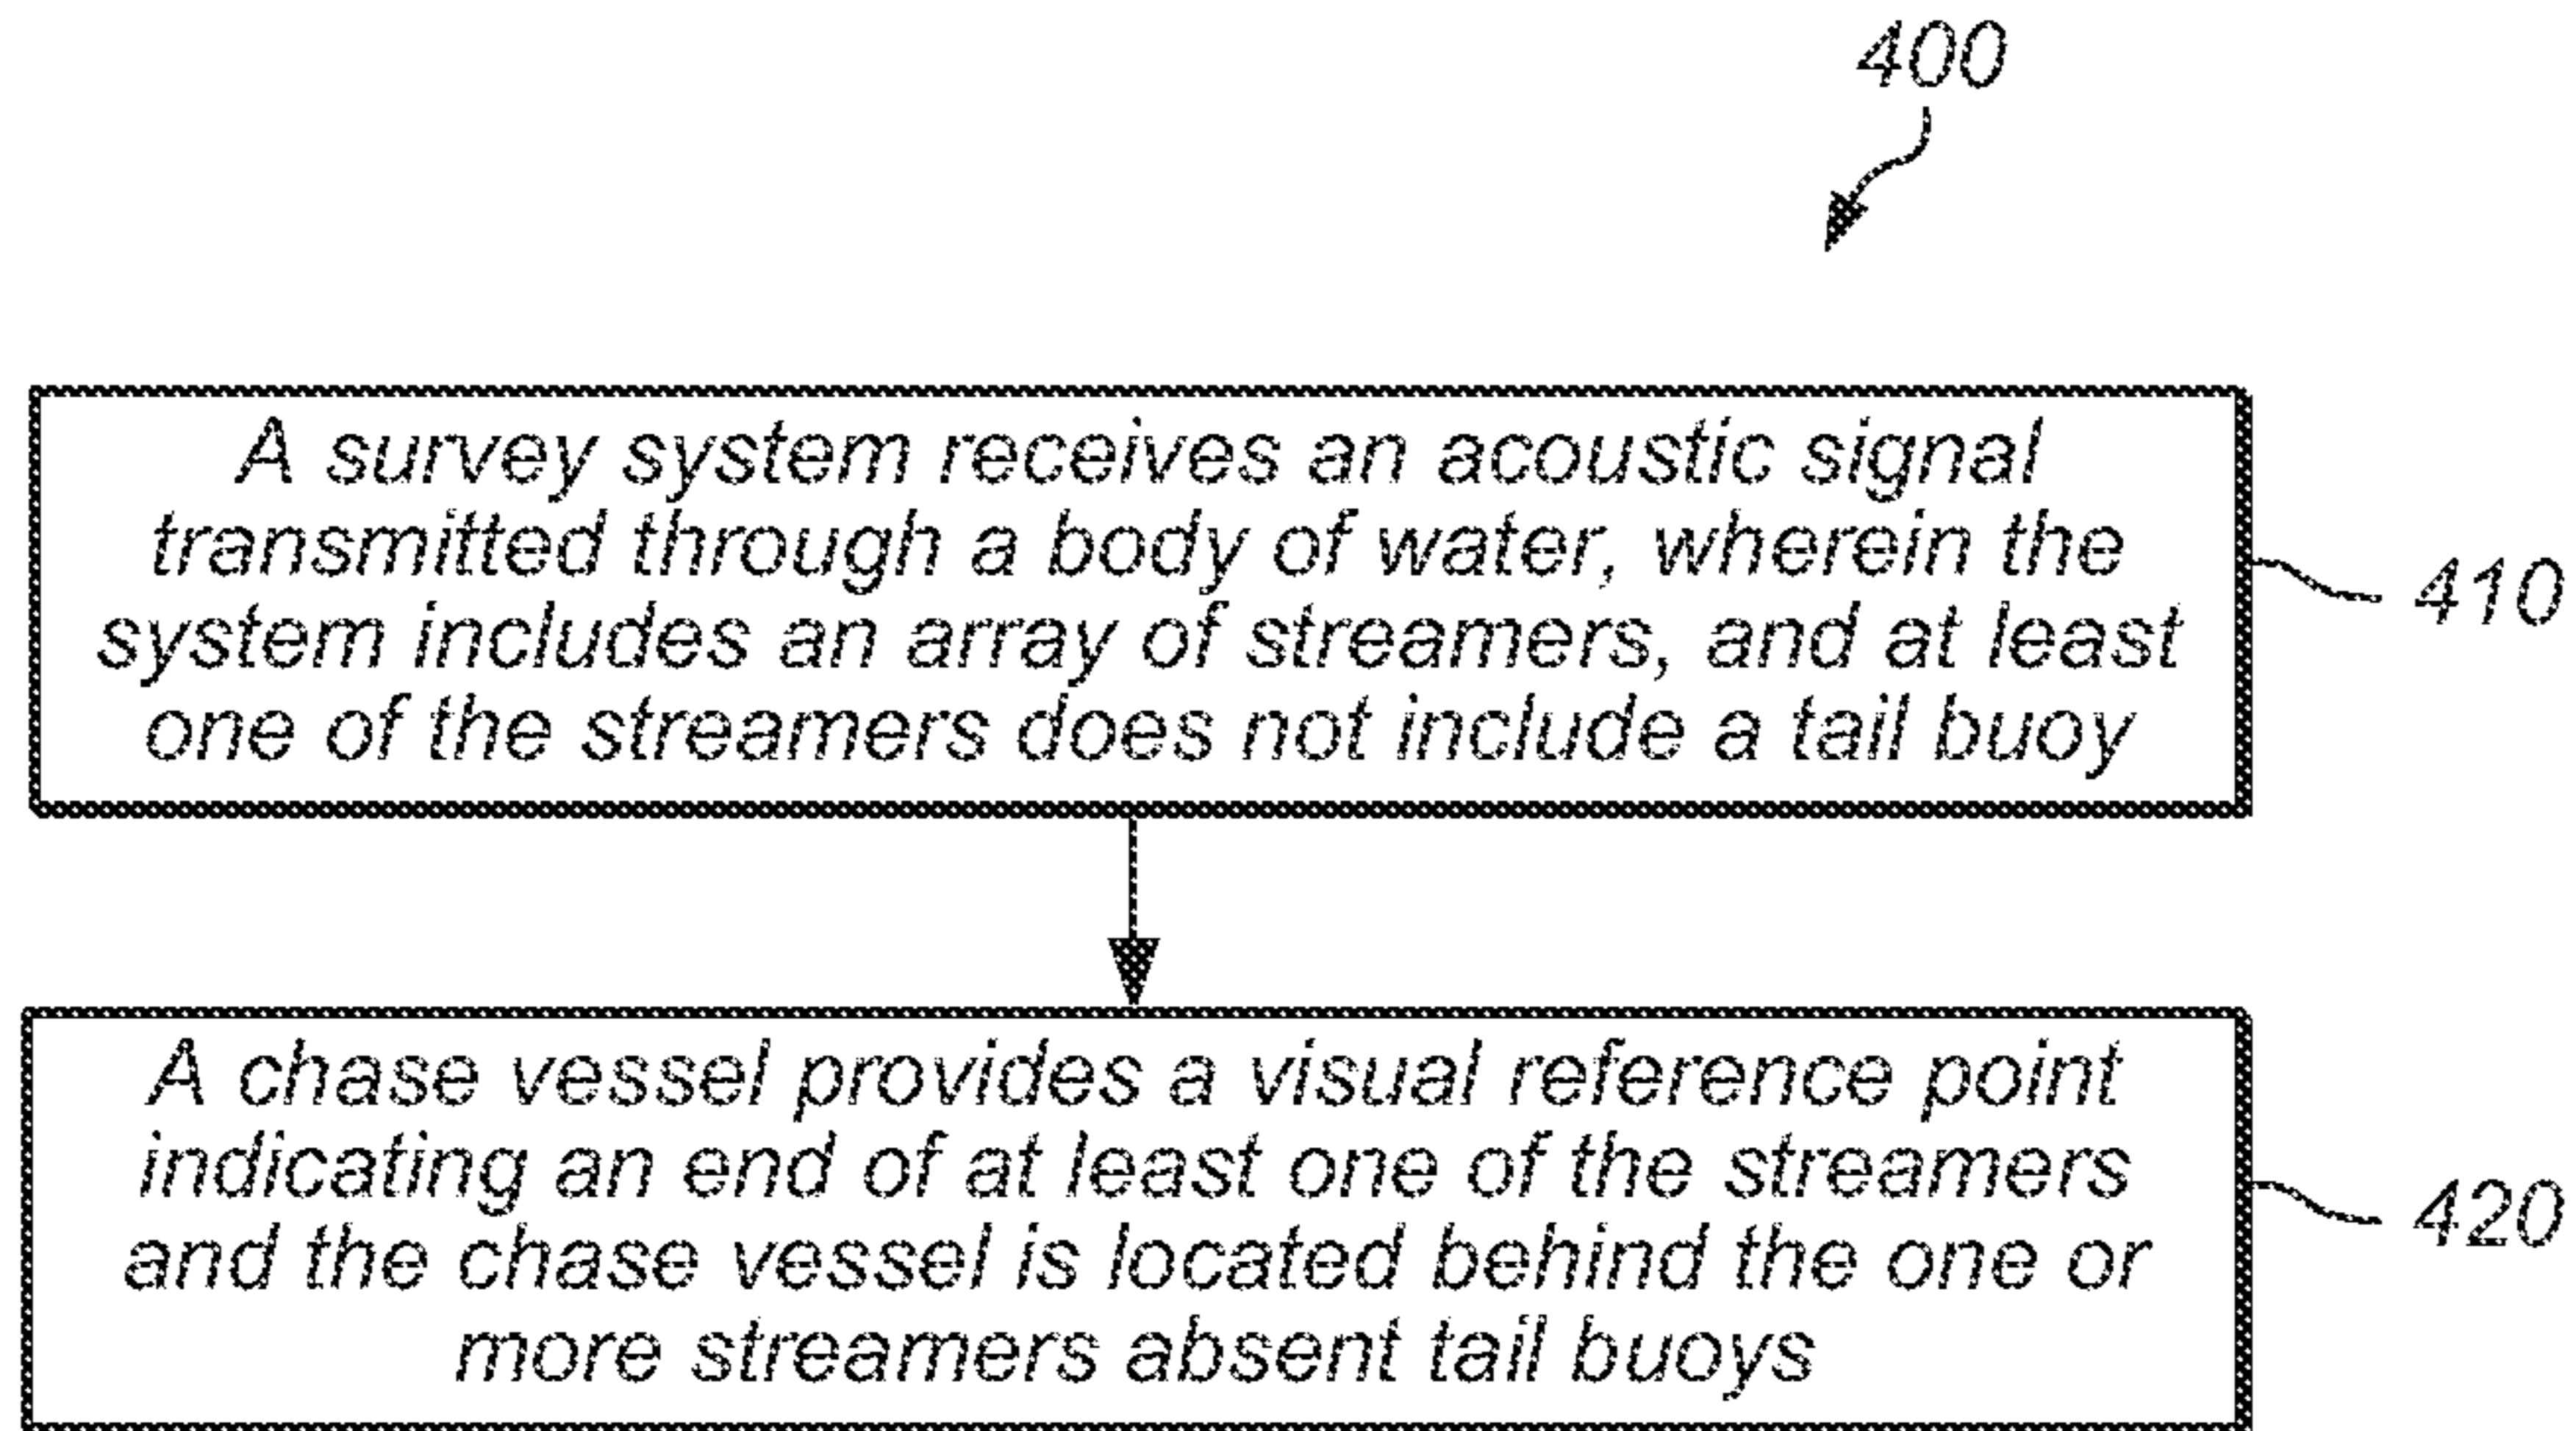 400
A survey system receives an acoustic signal
transmitted through a body of water, wherein the
system includes an array of streamers, and at least
one of the streamers does not include a tail buoy
410
A chase vessel provides a visual reference point
indicating an end of at least one of the streamers
and the chase vessel is located behind the one or
more streamers absent tail buoys
420